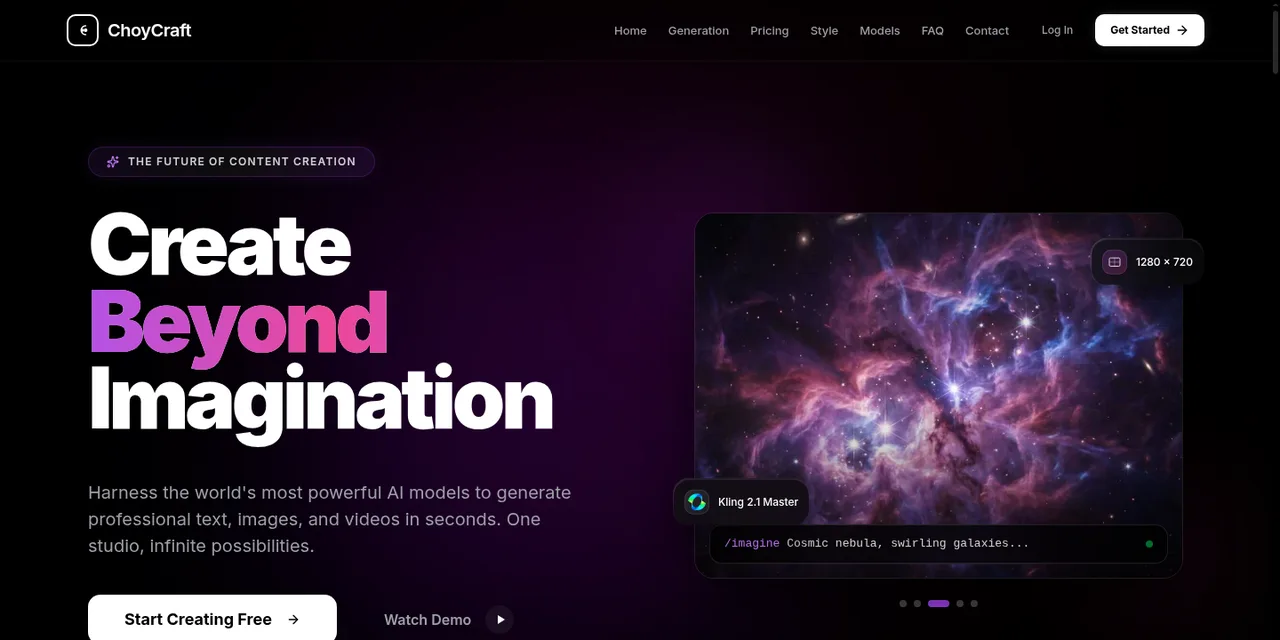 ChoyCraft
Home Generation Pricing Style Models FAQ Contact Log In Get Started
THE FUTURE OF CONTENT CREATION
Create
Beyond
Imagination
Harness the world's most powerful AI models to generate
professional text, images, and videos in seconds. One
studio, infinite possibilities.
Start Creating Free
Watch Demo
1280 × 720
Kling 2.1 Master
/imagine Cosmic nebula, swirling galaxies...